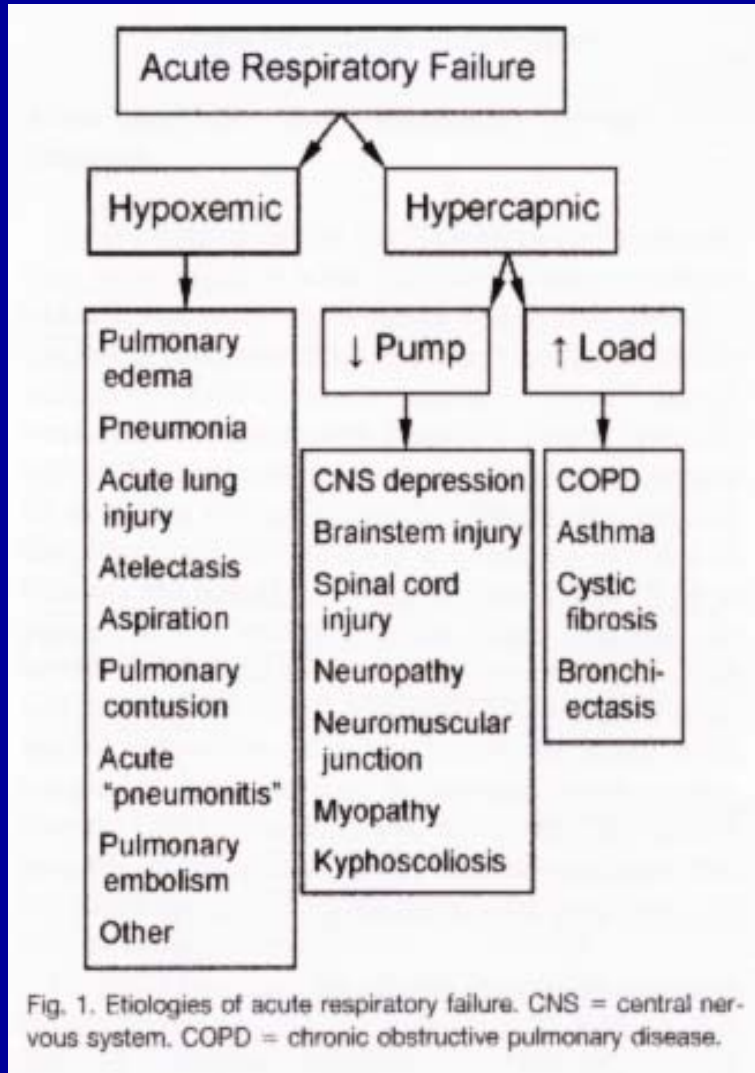 Acute Respiratory Failure
Hypoxemic
Hypercapnic
Pulmonary
edema
Pneumonia
Acute lung
injury
Atelectasis
Aspiration
Pulmonary
contusion
Acute
"pneumonitis"
Pulmonary
embolism
Other
↓ Pump
CNS depression
Brainstem injury
Spinal cord
injury
Neuropathy
Neuromuscular
junction
Myopathy
Kyphoscoliosis
↑ Load
COPD
Asthma
Cystic
fibrosis
Bronchi-
ectasis
Fig. 1. Etiologies of acute respiratory failure. CNS = central ner-
vous system. COPD = chronic obstructive pulmonary disease.